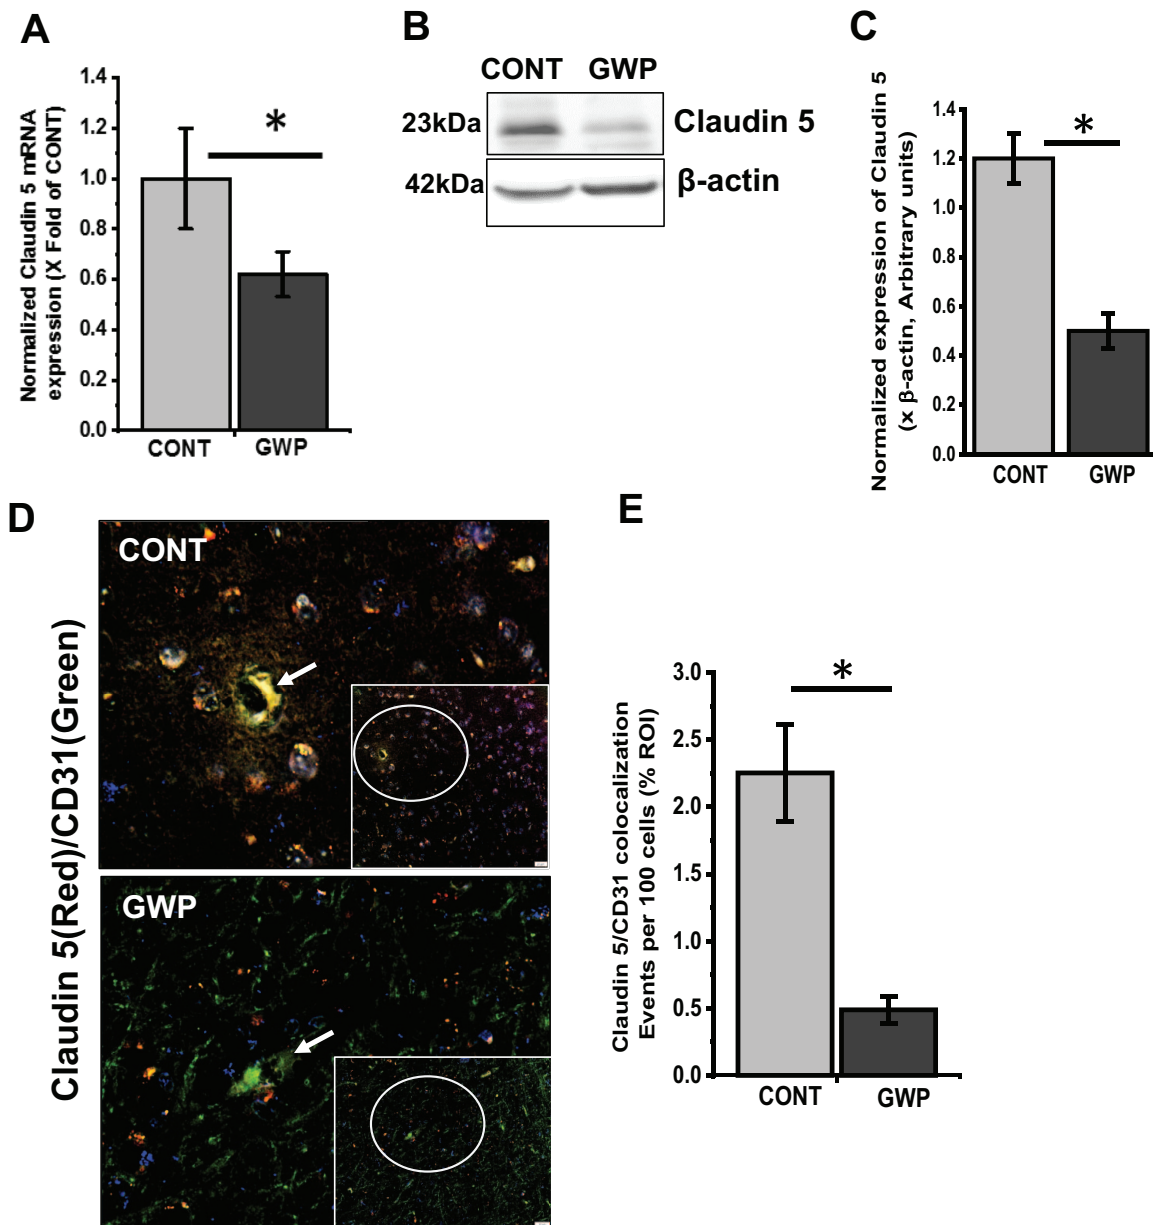 A
Normalized Claudin 5 mRNA
expression (X Fold of CONT)
1.4
1.2
1.0
0.8
0.6
0.4
0.2
0.0
*
CONT GWP
B
CONT GWP
23kDa Claudin 5
42kDa β-actin
C
Normalized expression of Claudin 5
(x β-actin, Arbitrary units)
1.4
1.2
1.0
0.8
0.6
0.4
0.2
0.0
*
CONT GWP
D
Claudin 5(Red)/CD31(Green)
CONT
GWP
E
Claudin 5/CD31 colocalization
Events per 100 cells (% ROI)
3.0
2.5
2.0
1.5
1.0
0.5
0.0
*
CONT GWP